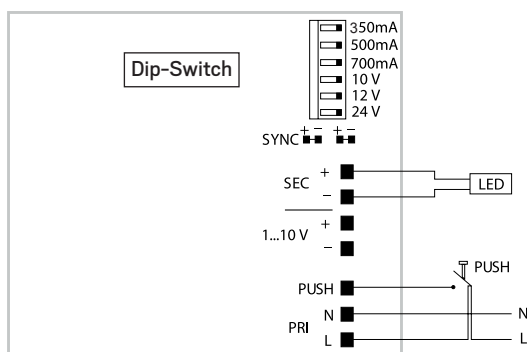 350mA
500mA
Dip-Switch
700mA
10 V
12 V
24 V
SYNC + - + -
SEC + - LED
1...10 V + -
PUSH PUSH
N N
PRI
L L